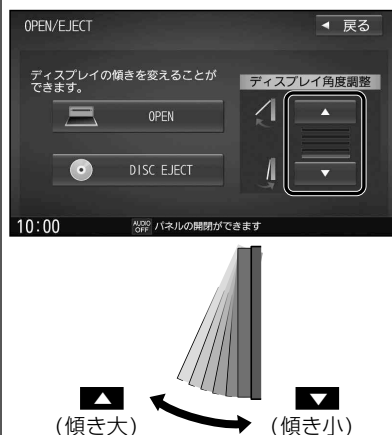 OPEN/EJECT
◀ 戻る
ディスプレイの傾きを変えることが
できます。
ディスプレイ角度調整
OPEN
▲
DISC EJECT
▼
10:00
AUDIO OFF パネルの開閉ができます
▲
▼
(傾き大)
(傾き小)